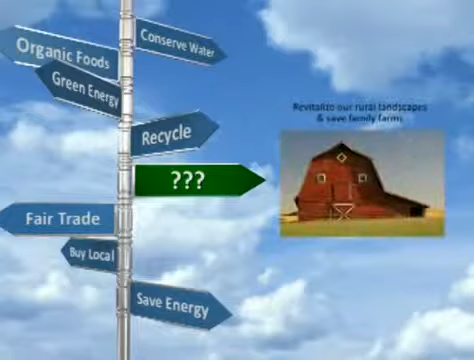 Conserve Water
Organic Foods
Green Energy
Recycle
Revitalize our rural landscapes
& save family farms
???
Fair Trade
Buy Local
Save Energy